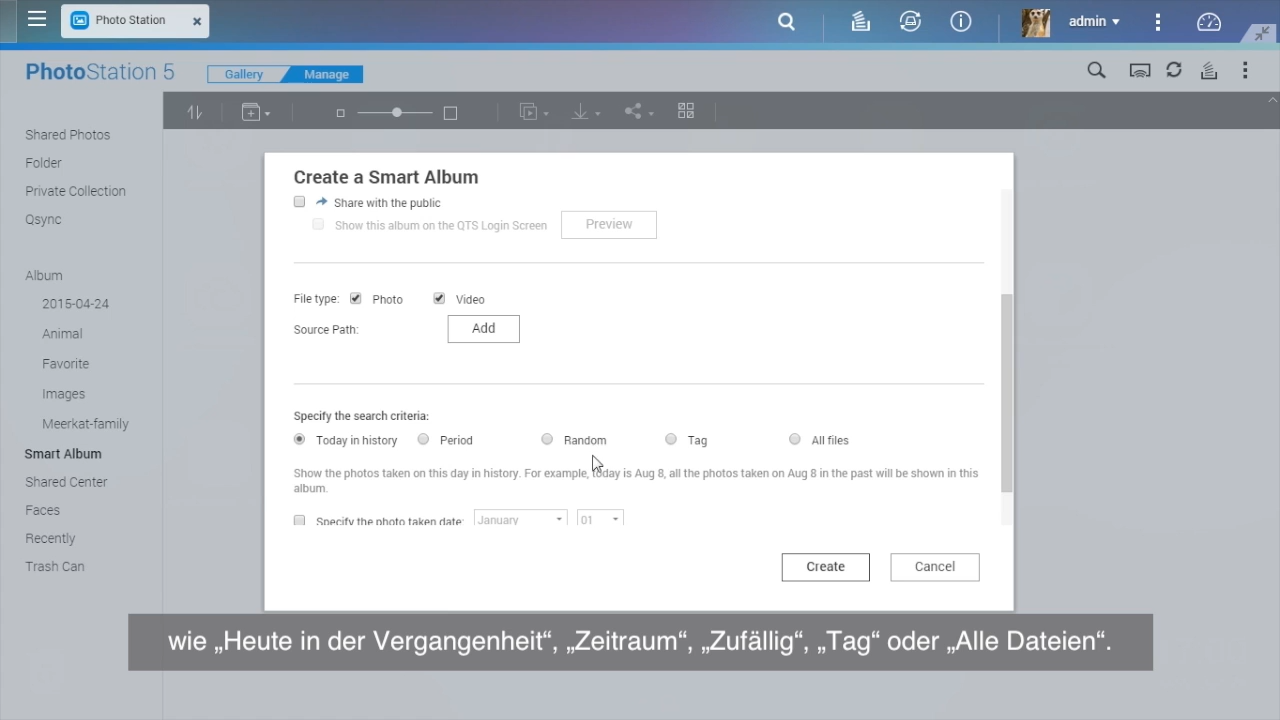 Photo Station
admin
PhotoStation 5
Gallery
Manage
Shared Photos
Folder
Private Collection
Qsync
Album
2015-04-24
Animal
Favorite
Images
Meerkat-family
Smart Album
Shared Center
Faces
Recently
Trash Can
Create a Smart Album
Share with the public
Show this album on the QTS Login Screen
Preview
File type:
Photo
Video
Source Path:
Add
Specify the search criteria:
Today in history
Period
Random
Tag
All files
Show the photos taken on this day in history. For example, today is Aug 8, all the photos taken on Aug 8 in the past will be shown in this
album.
Specify the photo taken date:
January
01
Create
Cancel
wie „Heute in der Vergangenheit“, „Zeitraum“, „Zufällig“, „Tag“ oder „Alle Dateien“.